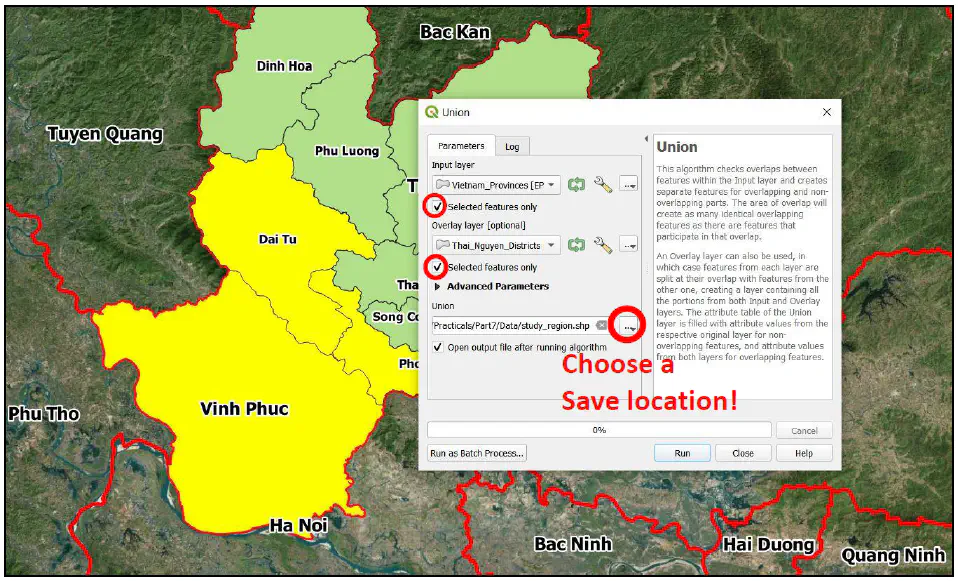 Bac Kan
Dinh Hoa
Tuyen Quang
Phu Luong
T
Dai Tu
Tha
Song Co
Pho
Vinh Phuc
Phu Tho
Ha Noi
Bac Ninh
Hai Duong
Quang Ninh
Union
Parameters
Log
Input layer
Vietnam_Provinces [EP
...
Selected features only
Overlay layer [optional]
Thai_Nguyen_Districts
...
Selected features only
Advanced Parameters
Union
'Practicals/Part7/Data/study_region.shp
...
Open output file after running algorithm
Choose a
Save location!
Union
This algorithm checks overlaps between
features within the Input layer and creates
separate features for overlapping and non-
overlapping parts. The area of overlap will
create as many identical overlapping
features as there are features that
participate in that overlap.
An Overlay layer can also be used, in
which case features from each layer are
split at their overlap with features from the
other one, creating a layer containing all
the portions from both Input and Overlay
layers. The attribute table of the Union
layer is filled with attribute values from the
respective original layer for non-
overlapping features, and attribute values
from both layers for overlapping features.
0%
Cancel
Run as Batch Process...
Run
Close
Help